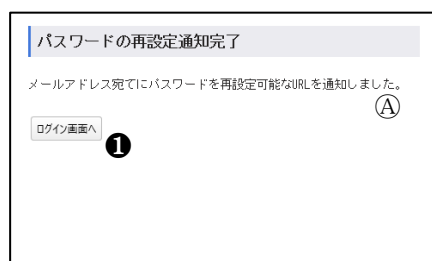 パスワードの再設定通知完了
メールアドレス宛てにパスワードを再設定可能なURLを通知しました。
Ⓐ
ログイン画面へ
❶